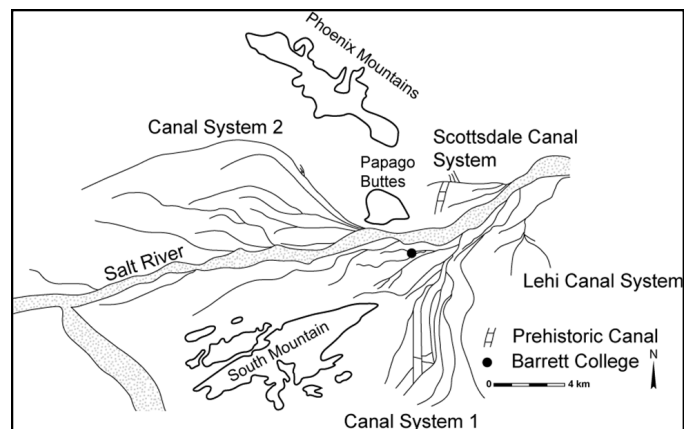 Phoenix Mountains
Canal System 2
Scottsdale Canal
System
Papago
Buttes
Salt River
Lehi Canal System
South Mountain
Prehistoric Canal
Barrett College
N
0 4 km
Canal System 1